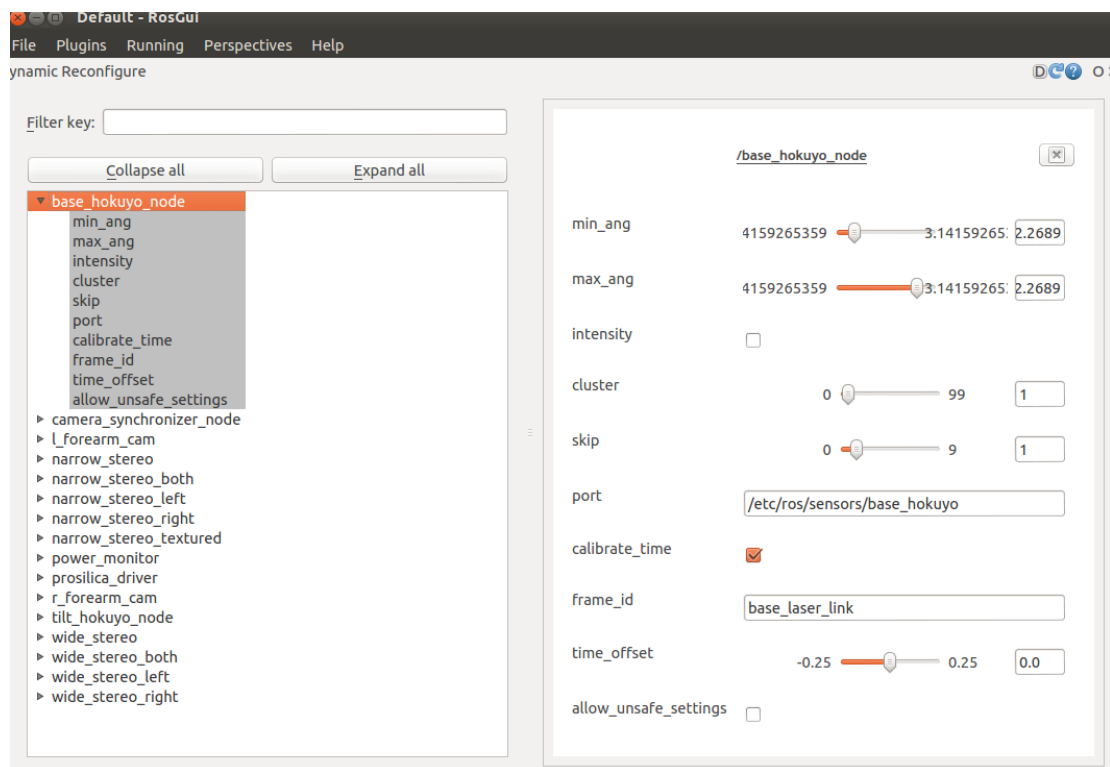 Default - RosGui
File Plugins Running Perspectives Help
ynamic Reconfigure
D
?
O
Filter key:
Collapse all Expand all
base_hokuyo_node
min_ang
max_ang
intensity
cluster
skip
port
calibrate_time
frame_id
time_offset
allow_unsafe_settings
camera_synchronizer_node
l_forearm_cam
narrow_stereo
narrow_stereo_both
narrow_stereo_left
narrow_stereo_right
narrow_stereo_textured
power_monitor
prosilica_driver
r_forearm_cam
tilt_hokuyo_node
wide_stereo
wide_stereo_both
wide_stereo_left
wide_stereo_right
/base_hokuyo_node
min_ang 4159265359 3.14159265 2.2689
max_ang 4159265359 3.14159265 2.2689
intensity
cluster 0 99 1
skip 0 9 1
port /etc/ros/sensors/base_hokuyo
calibrate_time
frame_id base_laser_link
time_offset -0.25 0.25 0.0
allow_unsafe_settings